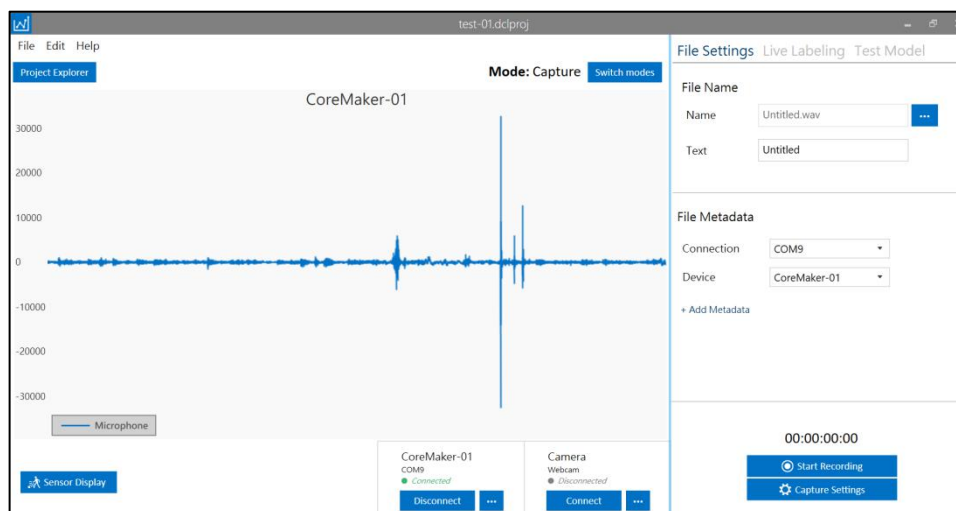 test-01.dclproj
File Edit Help
File Settings Live Labeling Test Model
Project Explorer
Mode: Capture Switch modes
CoreMaker-01
30000
20000
10000
0
-10000
-20000
-30000
Microphone
File Name
Name Untitled.wav ...
Text Untitled
File Metadata
Connection COM9
Device CoreMaker-01
+ Add Metadata
Sensor Display
CoreMaker-01
COM9
Connected
Disconnect ...
Camera
Webcam
Disconnected
Connect ...
00:00:00:00
Start Recording
Capture Settings